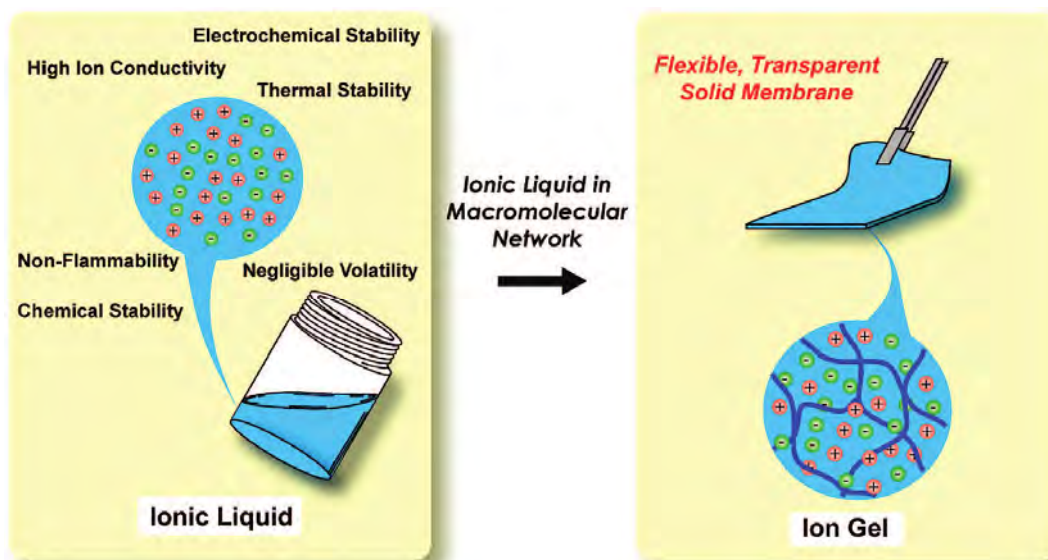 Electrochemical Stability
High Ion Conductivity
Thermal Stability
Non-Flammability
Negligible Volatility
Chemical Stability
Ionic Liquid
Ionic Liquid in
Macromolecular
Network
Flexible, Transparent
Solid Membrane
Ion Gel